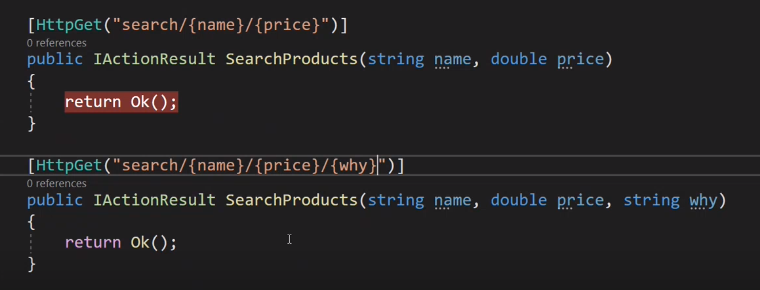 [HttpGet("search/{name}/{price}")]
0 references
public IActionResult SearchProducts(string name, double price)
{
return Ok();
}
[HttpGet("search/{name}/{price}/{why}")]
0 references
public IActionResult SearchProducts(string name, double price, string why)
{
return Ok();
}